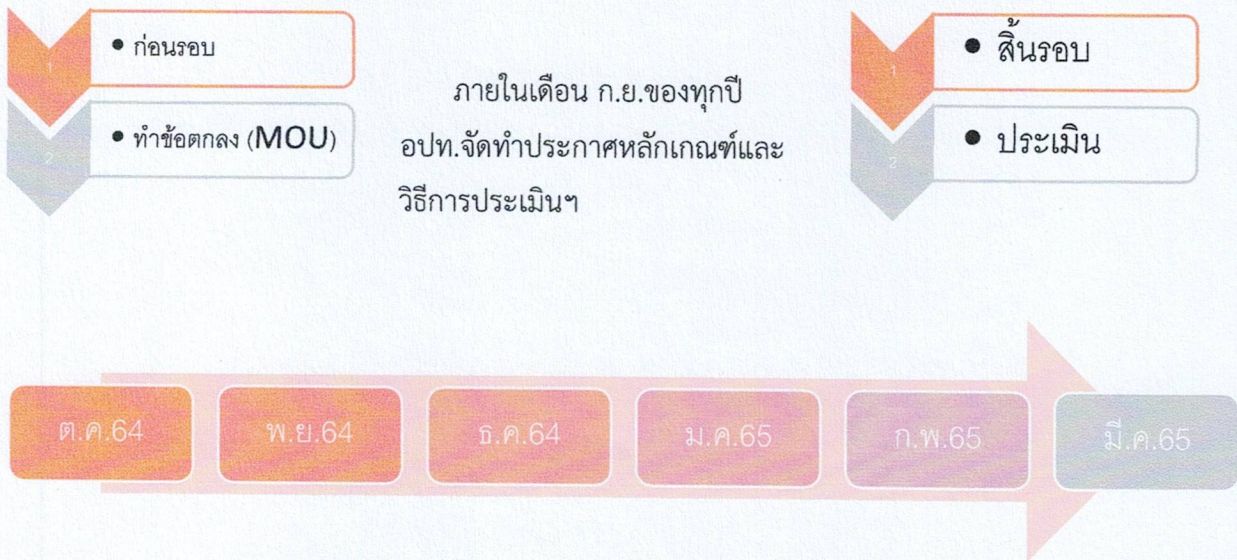 1
• ก่อนรอบ
2
• ทำข้อตกลง (MOU)
ภายในเดือน ก.ย.ของทุกปี
อปท.จัดทำประกาศหลักเกณฑ์และ
วิธีการประเมินฯ
1
• สิ้นรอบ
2
• ประเมิน
ต.ค.64
พ.ย.64
ธ.ค.64
ม.ค.65
ก.พ.65
มี.ค.65